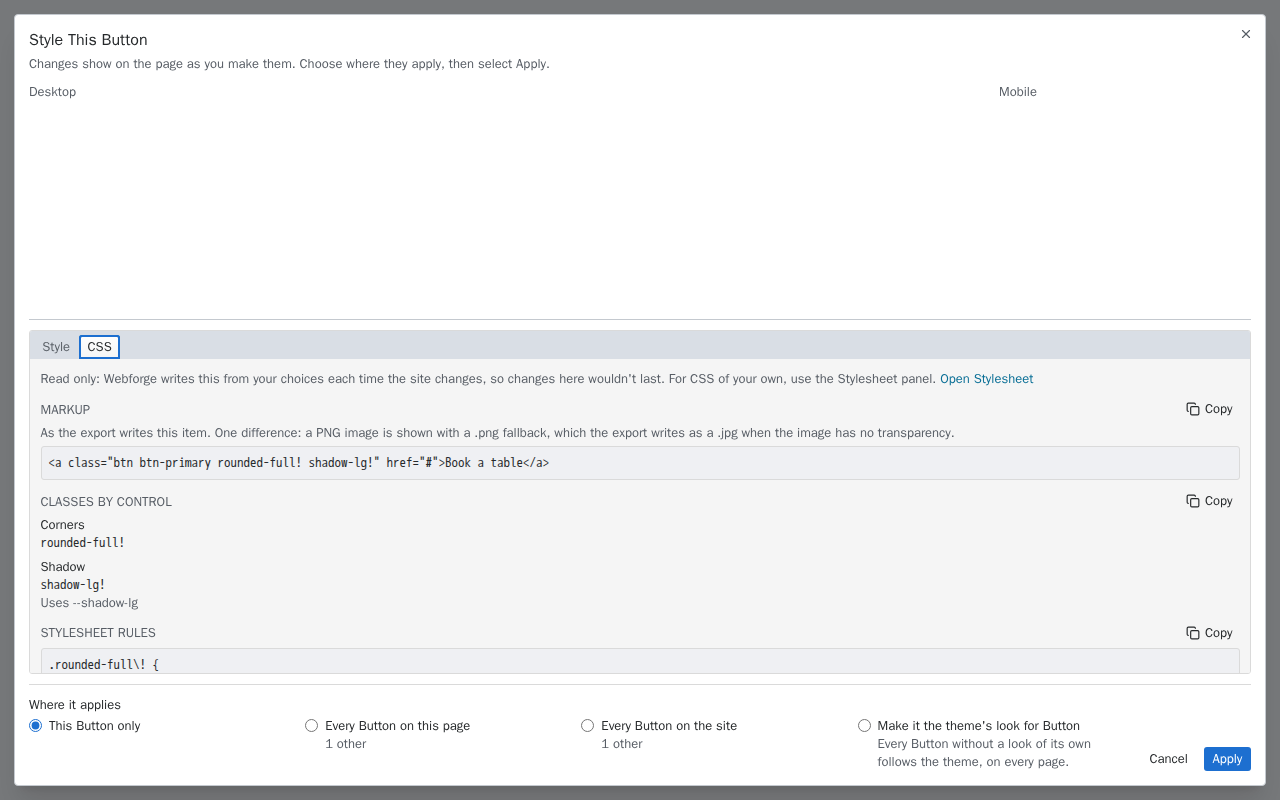 Style This Button
Changes show on the page as you make them. Choose where they apply, then select Apply.
Desktop
Mobile
Style
CSS
Read only: Webforge writes this from your choices each time the site changes, so changes here wouldn't last. For CSS of your own, use the Stylesheet panel. Open Stylesheet
MARKUP
Copy
As the export writes this item. One difference: a PNG image is shown with a .png fallback, which the export writes as a .jpg when the image has no transparency.
<a class="btn btn-primary rounded-full! shadow-lg!" href="#">Book a table</a>
CLASSES BY CONTROL
Copy
Corners
rounded-full!
Shadow
shadow-lg!
Uses --shadow-lg
STYLESHEET RULES
Copy
.rounded-full\! {
Where it applies
This Button only
Every Button on this page
1 other
Every Button on the site
1 other
Make it the theme's look for Button
Every Button without a look of its own
follows the theme, on every page.
Cancel
Apply